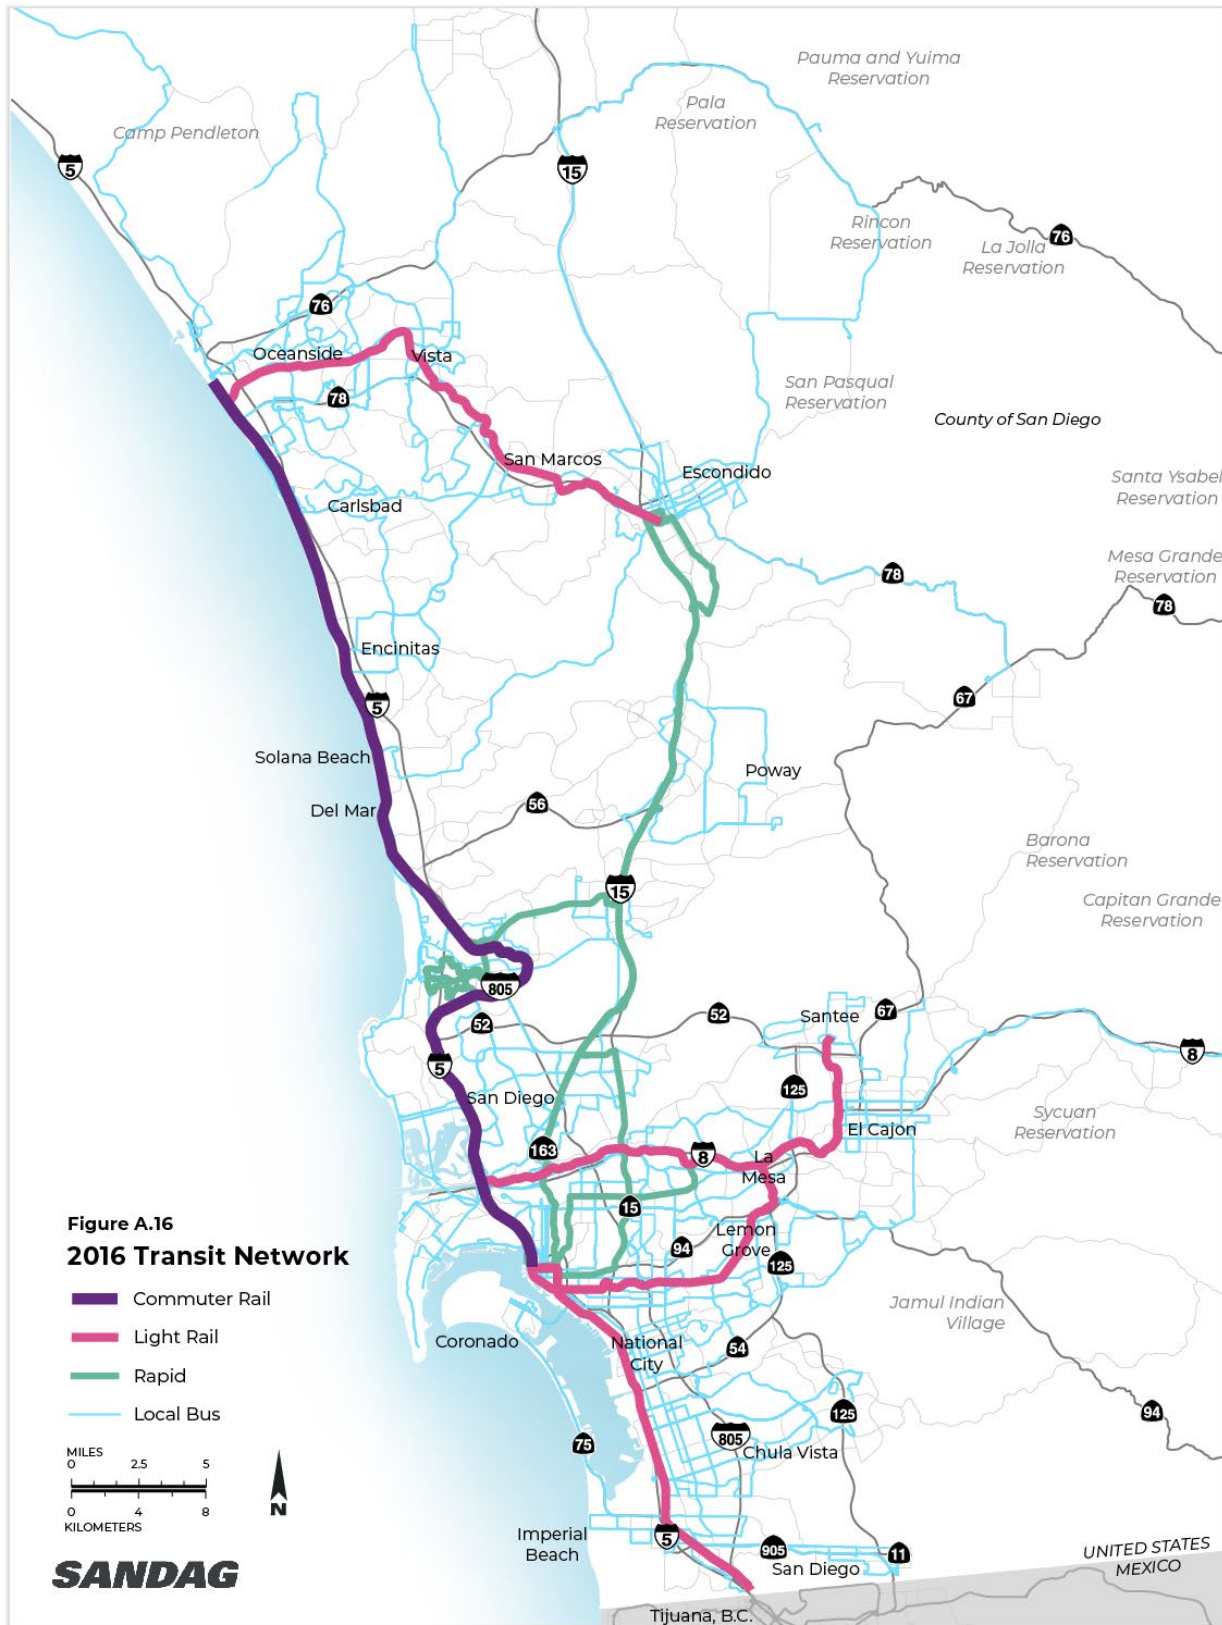 Pauma and Yuima
Reservation
Pala
Reservation
Camp Pendleton
5
15
Rincon
Reservation
La Jolla
Reservation
76
76
Oceanside
Vista
78
San Pasqual
Reservation
County of San Diego
San Marcos
Escondido
Santa Ysabel
Reservation
Carlsbad
Mesa Grande
Reservation
78
78
Encinitas
67
5
Solana Beach
Poway
Del Mar
56
Barona
Reservation
15
Capitan Grande
Reservation
805
52
52
Santee
67
5
8
125
San Diego
Sycuan
Reservation
El Cajon
163
8
La
Mesa
15
Lemon
Grove
94
125
Figure A.16
2016 Transit Network
Commuter Rail
Light Rail
Rapid
Local Bus
MILES
0 2.5 5
0 4 8
KILOMETERS
N
SANDAG
Jamul Indian
Village
Coronado
National
City
54
94
125
75
805
Chula Vista
Imperial
Beach
5
905
11
San Diego
UNITED STATES
MEXICO
Tijuana, B.C.